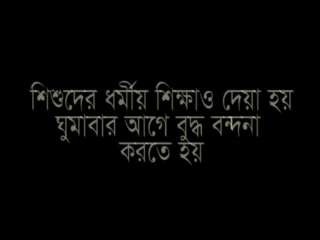 শিশুদের ধর্মীয় শিক্ষাও দেয়া হয়
ঘুমাবার আগে বুদ্ধ বন্দনা
করতে হয়